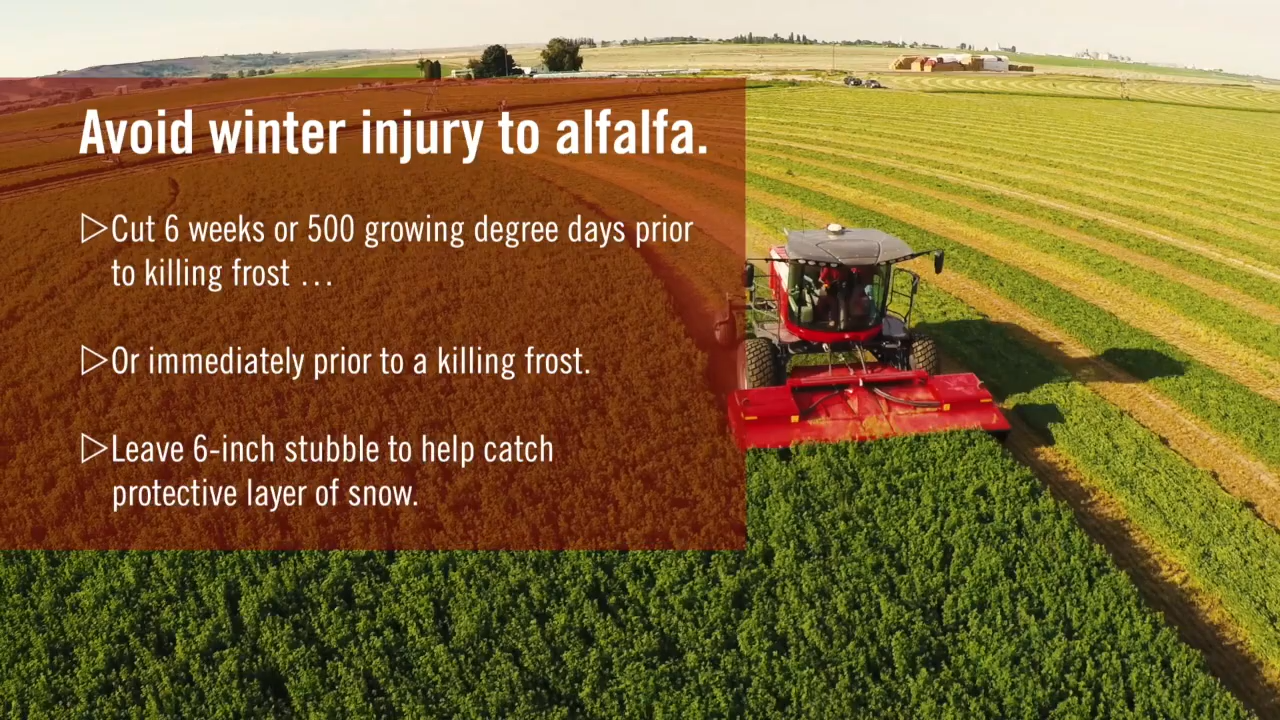 Avoid winter injury to alfalfa.
▷Cut 6 weeks or 500 growing degree days prior
to killing frost ...
▷Or immediately prior to a killing frost.
▷Leave 6-inch stubble to help catch
protective layer of snow.